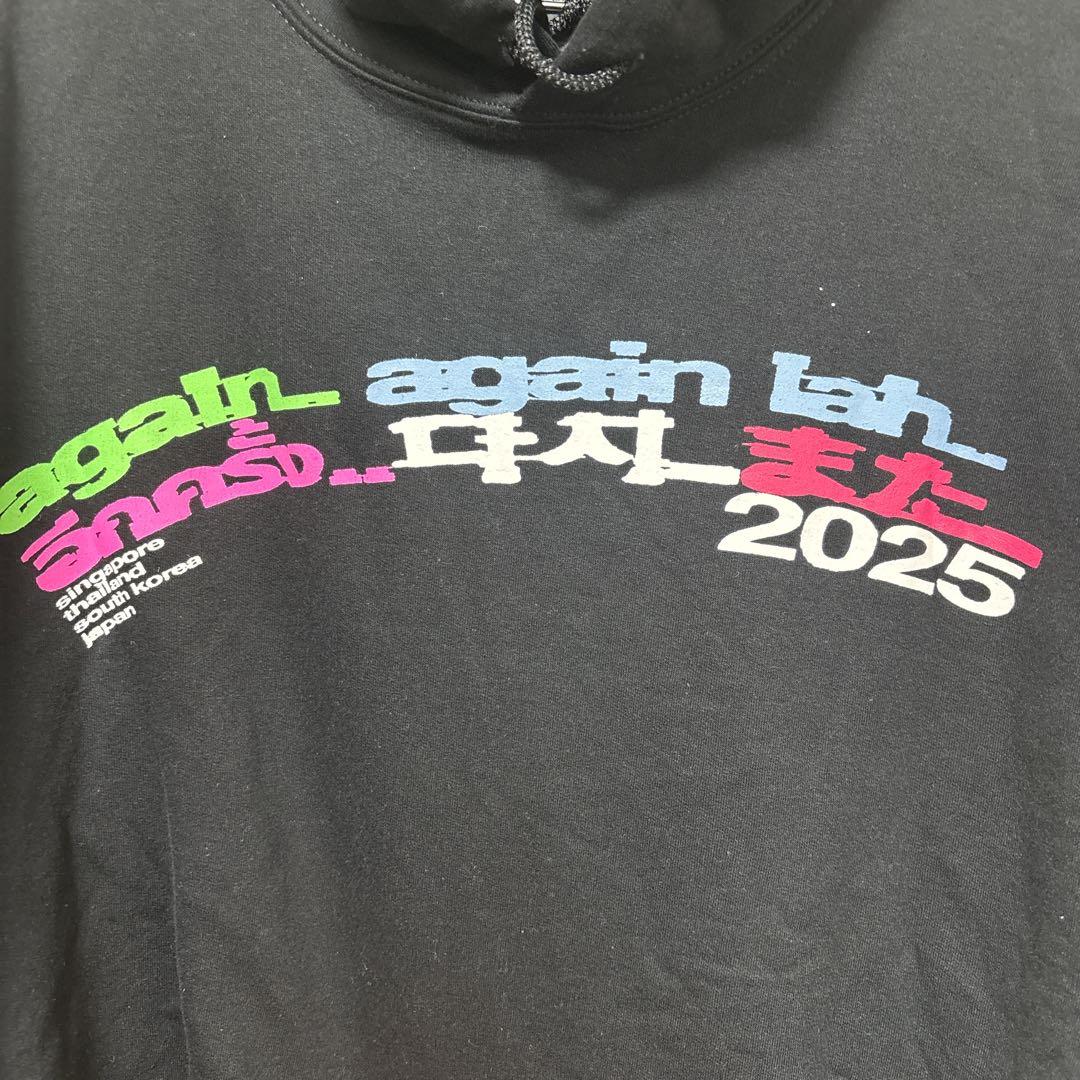 again.. again lah..
อีกครั้ง.. 다시.. また..
2025
singapore
thailand
south korea
japan